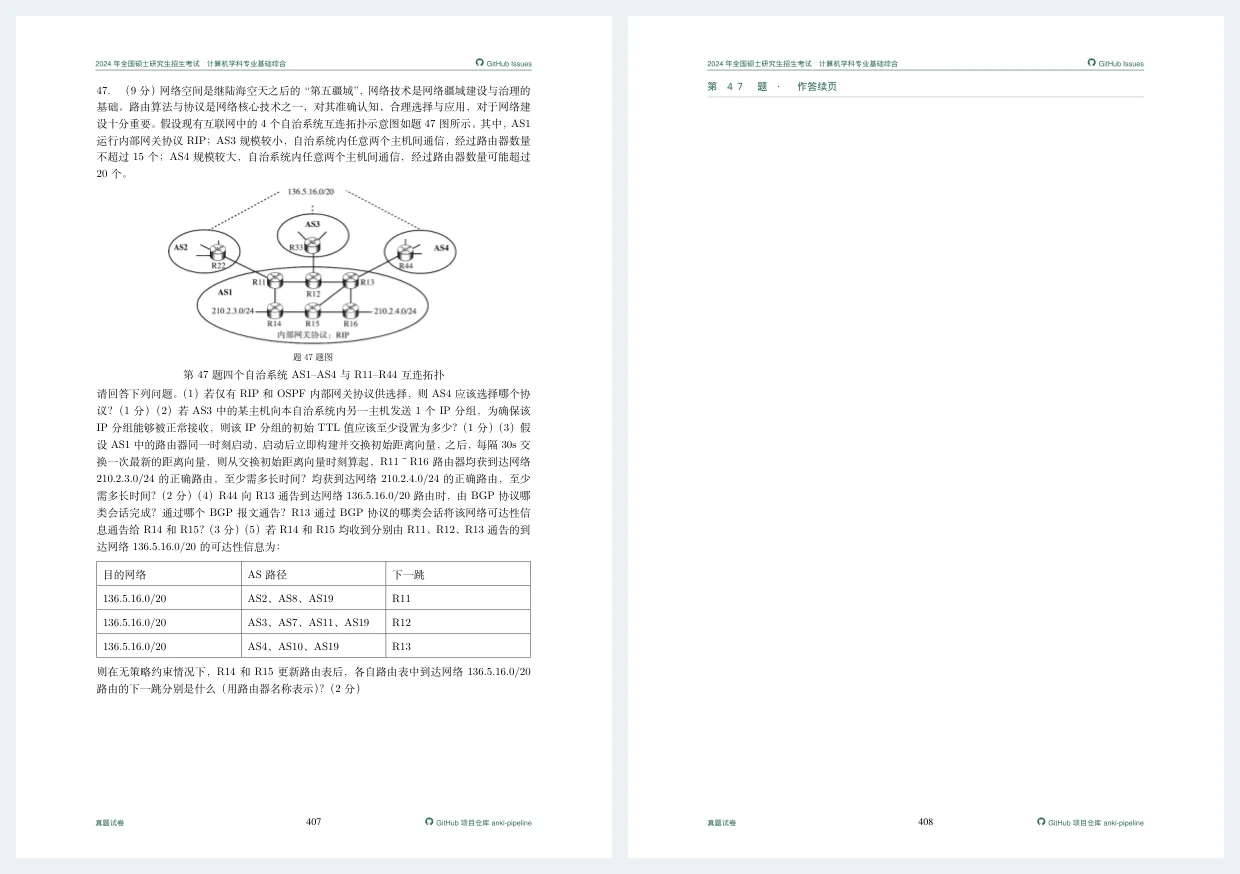 2024 年全国硕士研究生招生考试 计算机学科专业基础综合
GitHub Issues
47. （9 分）网络空间是继陆海空天之后的 “第五疆域”，网络技术是网络疆域建设与治理的
基础。路由算法与协议是网络核心技术之一，对其准确认知、合理选择与应用，对于网络建
设十分重要。假设现有互联网中的 4 个自治系统互连拓扑示意图如题 47 图所示。其中，AS1
运行内部网关协议 RIP；AS3 规模较小，自治系统内任意两个主机间通信，经过路由器数量
不超过 15 个；AS4 规模较大，自治系统内任意两个主机间通信，经过路由器数量可能超过
20 个。
136.5.16.0/20
AS3
AS2
AS4
R33
R22
R44
R11
R13
R12
AS1
210.2.3.0/24
210.2.4.0/24
R14
R15
R16
内部网关协议：RIP
题 47 题图
第 47 题四个自治系统 AS1–AS4 与 R11–R44 互连拓扑
请回答下列问题。（1）若仅有 RIP 和 OSPF 内部网关协议供选择，则 AS4 应该选择哪个协
议？（1 分）（2）若 AS3 中的某主机向本自治系统内另一主机发送 1 个 IP 分组，为确保该
IP 分组能够被正常接收，则该 IP 分组的初始 TTL 值应该至少设置为多少？（1 分）（3）假
设 AS1 中的路由器同一时刻启动，启动后立即构建并交换初始距离向量，之后，每隔 30s 交
换一次最新的距离向量，则从交换初始距离向量时刻算起，R11 ~ R16 路由器均获到达网络
210.2.3.0/24 的正确路由，至少需多长时间？均获到达网络 210.2.4.0/24 的正确路由，至少
需多长时间？（2 分）（4）R44 向 R13 通告到达网络 136.5.16.0/20 路由时，由 BGP 协议哪
类会话完成？通过哪个 BGP 报文通告？R13 通过 BGP 协议的哪类会话将该网络可达性信
息通告给 R14 和 R15？（3 分）（5）若 R14 和 R15 均收到分别由 R11、R12、R13 通告的到
达网络 136.5.16.0/20 的可达性信息为：
目的网络 AS 路径 下一跳
136.5.16.0/20 AS2、AS8、AS19 R11
136.5.16.0/20 AS3、AS7、AS11、AS19 R12
136.5.16.0/20 AS4、AS10、AS19 R13
则在无策略约束情况下，R14 和 R15 更新路由表后，各自路由表中到达网络 136.5.16.0/20
路由的下一跳分别是什么（用路由器名称表示）？（2 分）
真题试卷
407
GitHub 项目仓库 anki-pipeline
2024 年全国硕士研究生招生考试 计算机学科专业基础综合
GitHub Issues
第 47 题 · 作答续页
真题试卷
408
GitHub 项目仓库 anki-pipeline